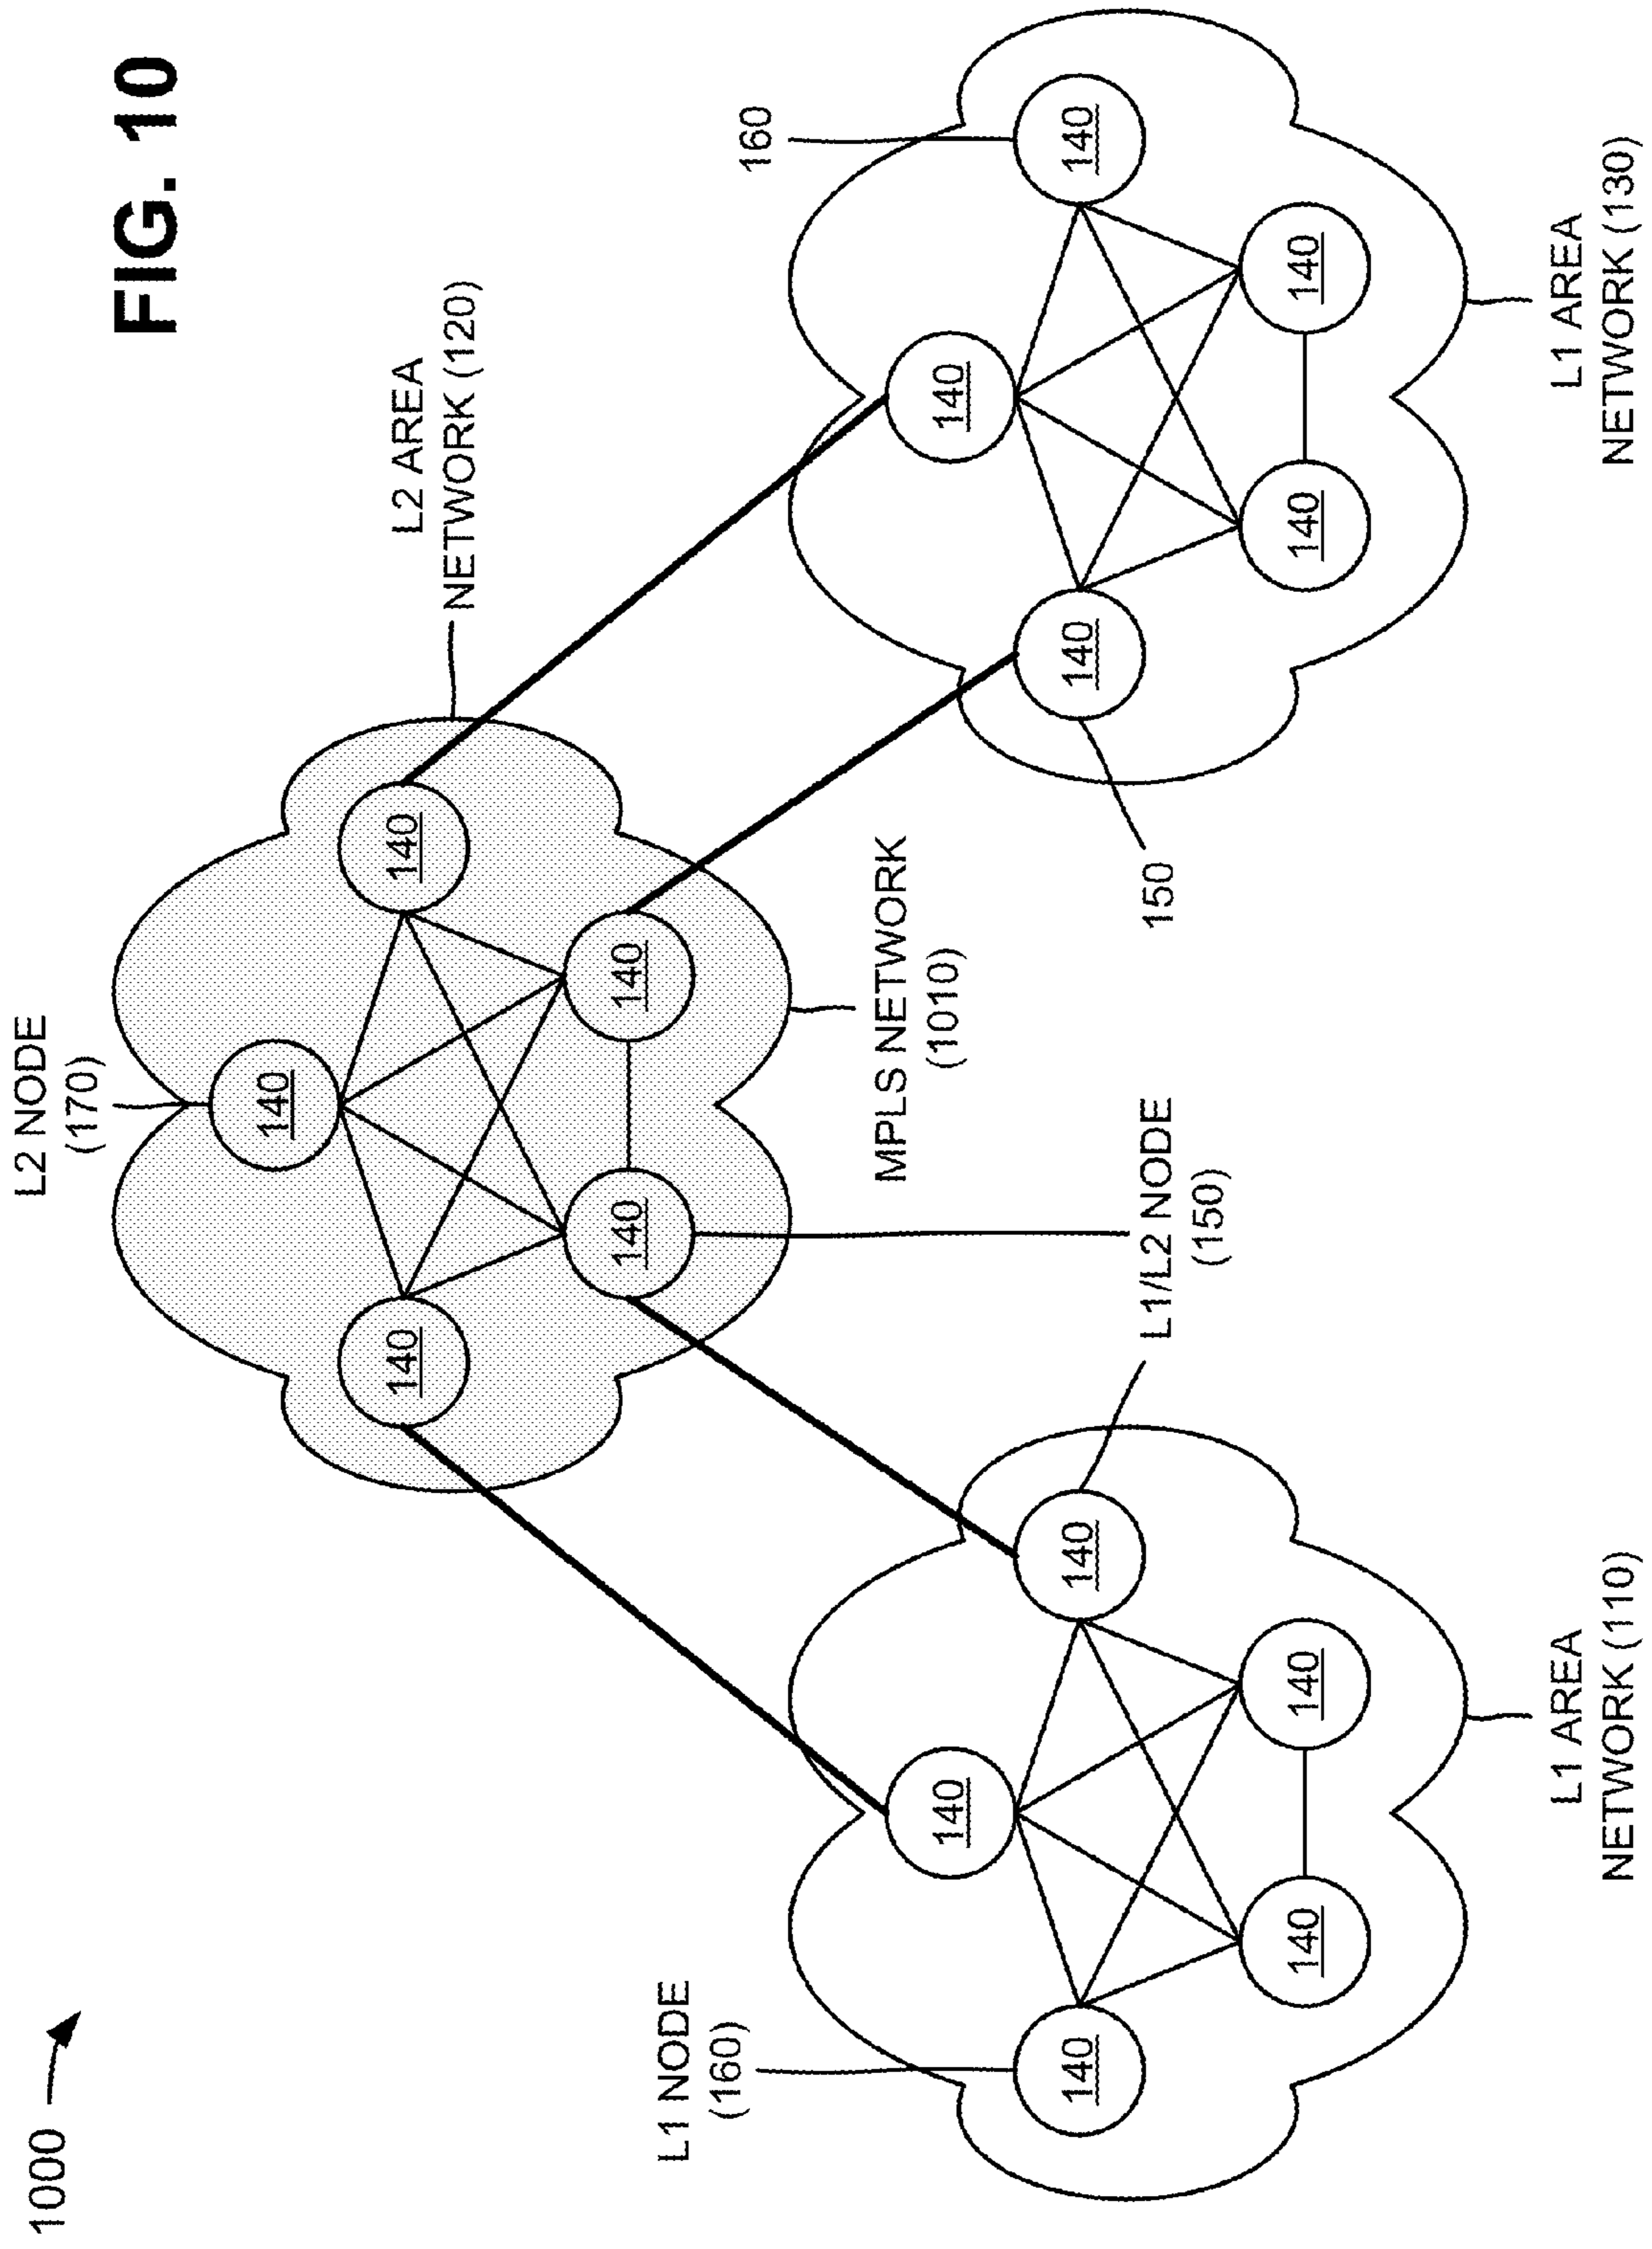 1000
FIG. 10
L2 NODE
(170)
L2 AREA
NETWORK (120)
140
140
140
140
140
MPLS NETWORK
(1010)
L1/L2 NODE
(150)
L1 NODE
(160)
140
140
140
140
140
L1 AREA
NETWORK (110)
160
150
140
140
140
140
140
L1 AREA
NETWORK (130)